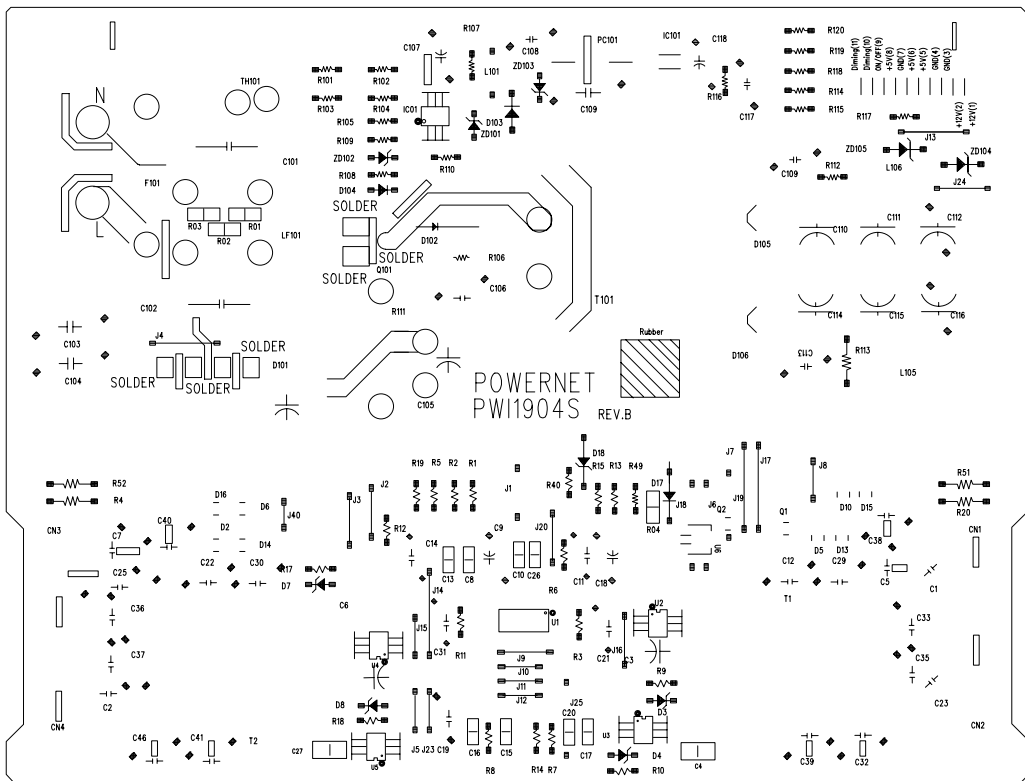 R107
C107
C108
PC101
IC101
C118
R120
R119
R118
R114
R115
Diming(11)
Diming(10)
ON/OFF(9)
+5V(8)
GND(7)
+5V(6)
+5V(5)
GND(4)
GND(3)
+12V(2)
+12V(1)
N
TH101
R101
R102
R103
R104
R105
R109
ZD102
R108
D104
IC01
L101
ZD103
D103
ZD101
R110
C109
R116
C117
R117
J13
ZD105
L106
ZD104
J24
C109
R112
C101
F101
L
R03
R02
R01
LF101
SOLDER
SOLDER
SOLDER
Q101
D102
R106
C106
R111
T101
D105
C110
C111
C112
C102
C103
C104
J4
SOLDER
SOLDER
SOLDER
D101
C105
Rubber
D106
C114
C115
C116
C113
R113
L105
POWERNET
PWI1904S REV.B
R52
R4
CN3
D16
D6
D2
D14
J40
J3
J2
R19
R5
R2
R1
J1
R40
D18
R15
R13
R49
D17
R04
J18
J6
Q2
U6
J7
J17
J19
J8
Q1
D10
D15
D5
D13
R51
R20
CN1
C7
C40
C25
C22
C30
R17
D7
R12
C14
C13
C8
C9
C10
C26
J20
C11
C18
R6
C12
T1
C29
C38
C5
C1
C36
C37
C2
C6
J14
J15
C31
R11
U1
R3
C21
J16
C3
U2
C33
C35
C23
U4
J9
J10
J11
J12
R9
D3
J25
CN4
D8
R18
U5
J5
J23
C19
C16
R8
C15
R14
R7
C20
C17
U3
D4
R10
C4
CN2
C46
C41
T2
C27
C39
C32